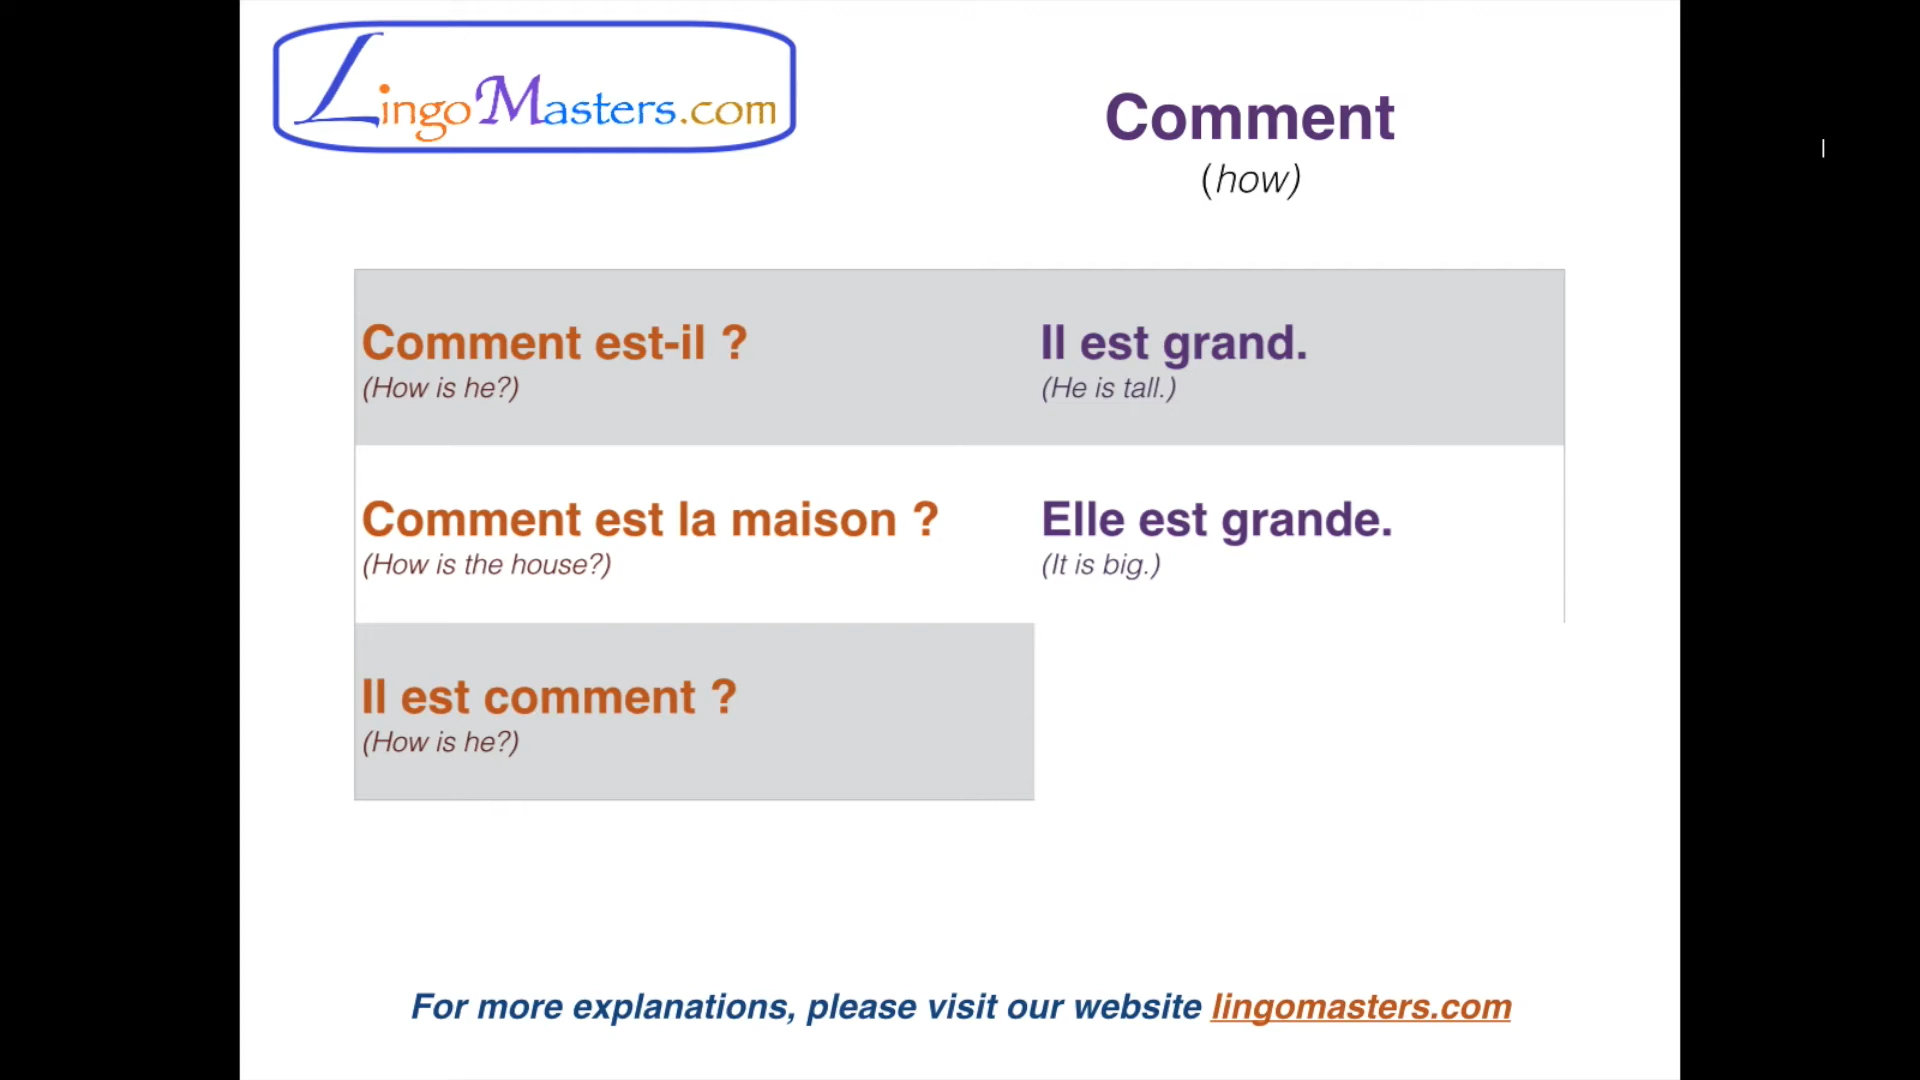 LingoMasters.com
Comment
(how)
Comment est-il ?
(How is he?)
Il est grand.
(He is tall.)
Comment est la maison ?
(How is the house?)
Elle est grande.
(It is big.)
Il est comment ?
(How is he?)
For more explanations, please visit our website lingomasters.com